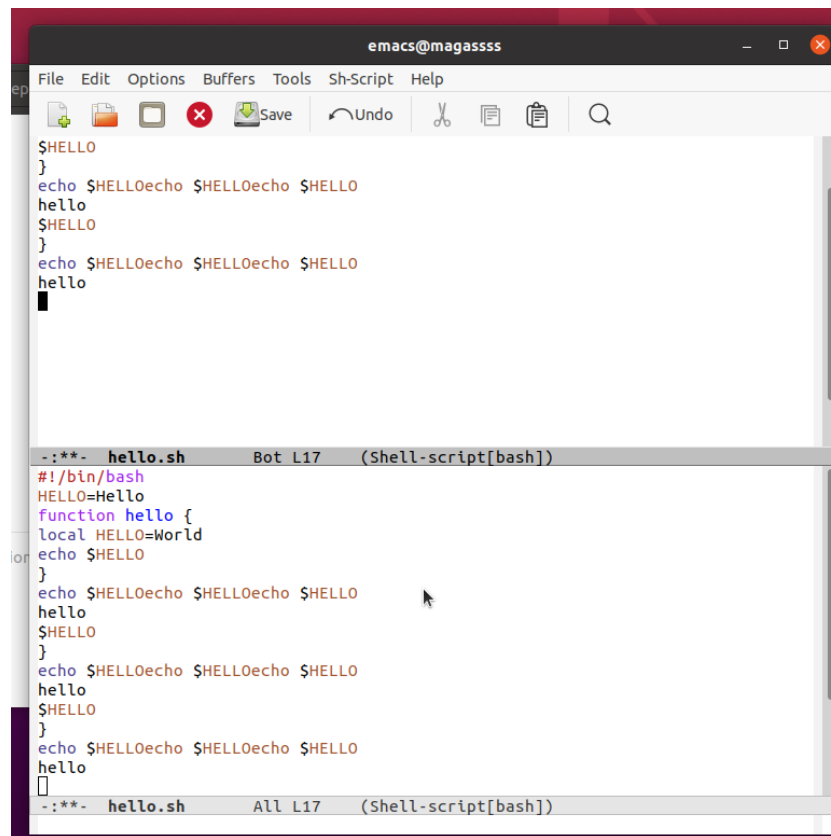 emacs@magassss
File Edit Options Buffers Tools Sh-Script Help
Save Undo
ep
$HELLO
}
echo $HELLOecho $HELLOecho $HELLO
hello
$HELLO
}
echo $HELLOecho $HELLOecho $HELLO
hello
-:**- hello.sh Bot L17 (Shell-script[bash])
#!/bin/bash
HELLO=Hello
function hello {
local HELLO=World
ion
echo $HELLO
}
echo $HELLOecho $HELLOecho $HELLO
hello
$HELLO
}
echo $HELLOecho $HELLOecho $HELLO
hello
$HELLO
}
echo $HELLOecho $HELLOecho $HELLO
hello
-:**- hello.sh All L17 (Shell-script[bash])